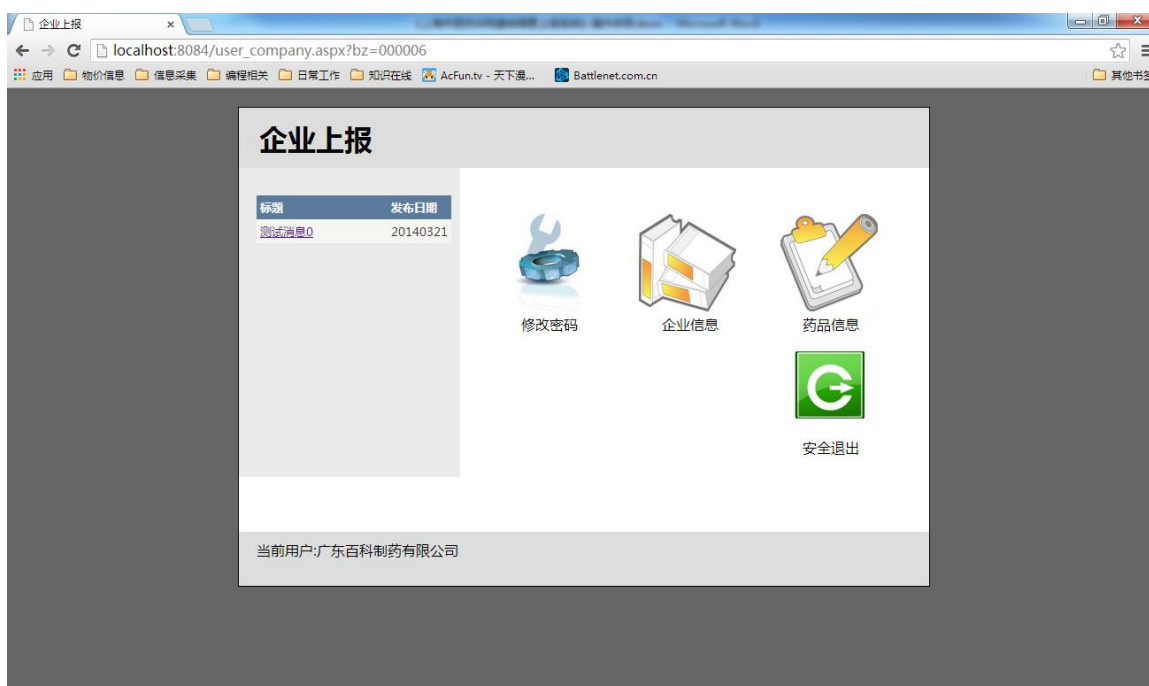 企业上报
localhost:8084/user_company.aspx?bz=000006
应用 物价信息 信息采集 编程相关 日常工作 知识在线 AcFun.tv - 天下漫... Battlenet.com.cn 其他书签
企业上报
标题 发布日期
测试消息0 20140321
修改密码 企业信息 药品信息
安全退出
当前用户:广东百科制药有限公司